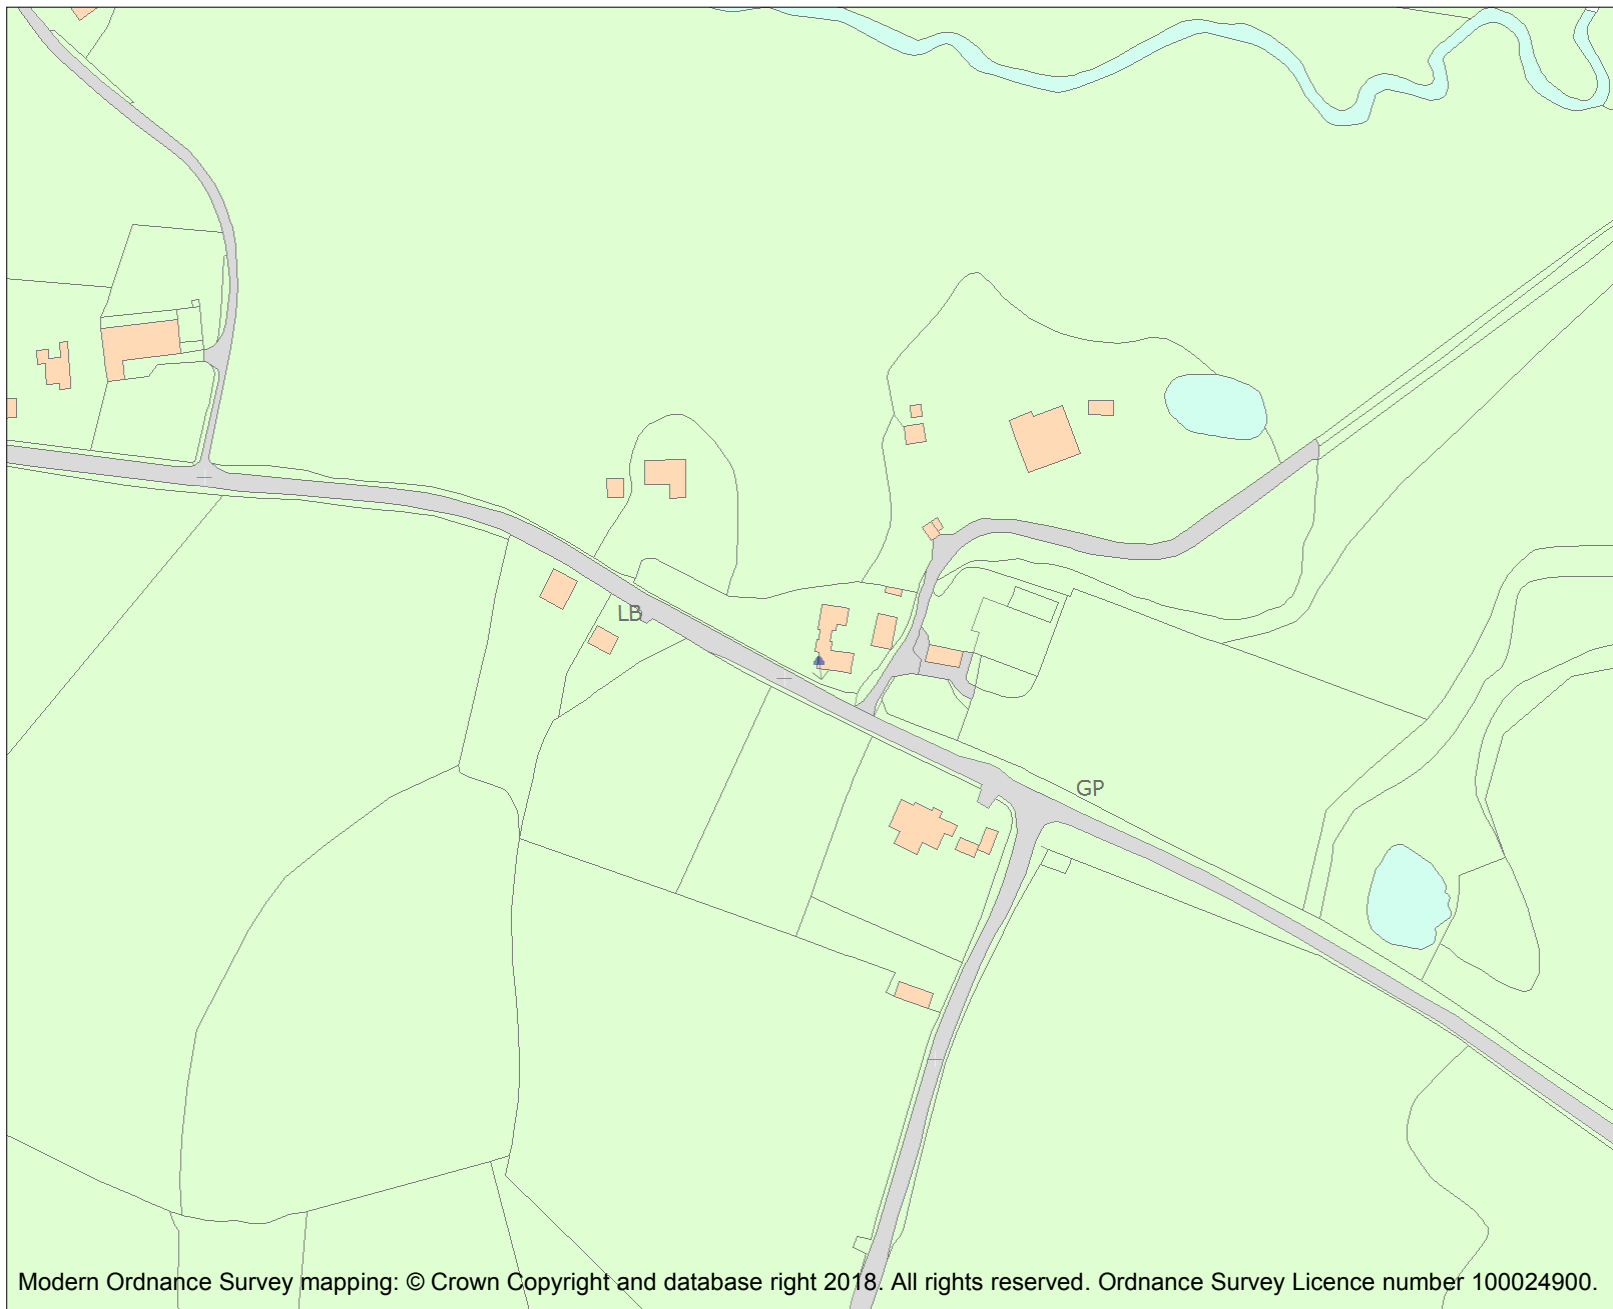 LB
GP
Modern Ordnance Survey mapping: © Crown Copyright and database right 2018. All rights reserved. Ordnance Survey Licence number 100024900.